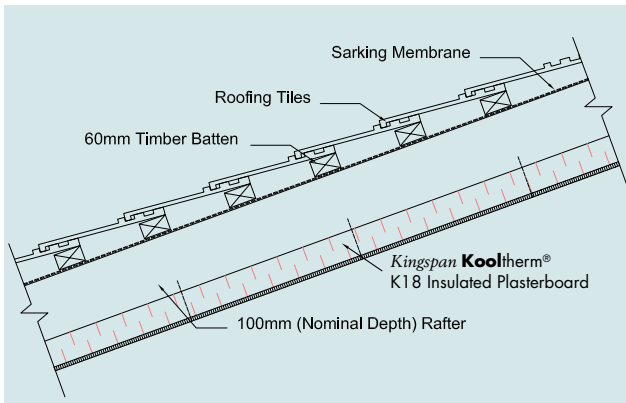 Sarking Membrane
Roofing Tiles
60mm Timber Batten
Kingspan Kooltherm®
K18 Insulated Plasterboard
100mm (Nominal Depth) Rafter